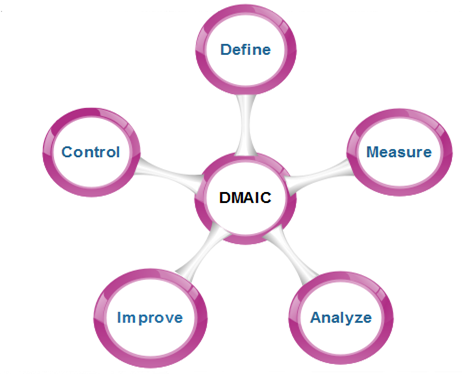 Define
Control
Measure
DMAIC
Improve
Analyze